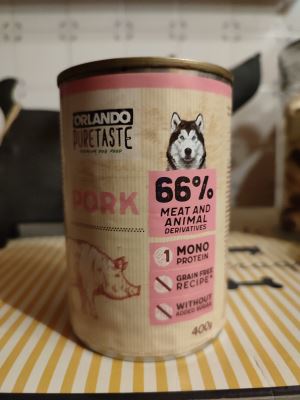 ORLANDO
PURETASTE
PREMIUM DOG FOOD
PORK
66%
MEAT AND
ANIMAL
DERIVATIVES
1 MONO
PROTEIN
GRAIN FREE
RECIPE*
WITHOUT
ADDED SUGAR
400g